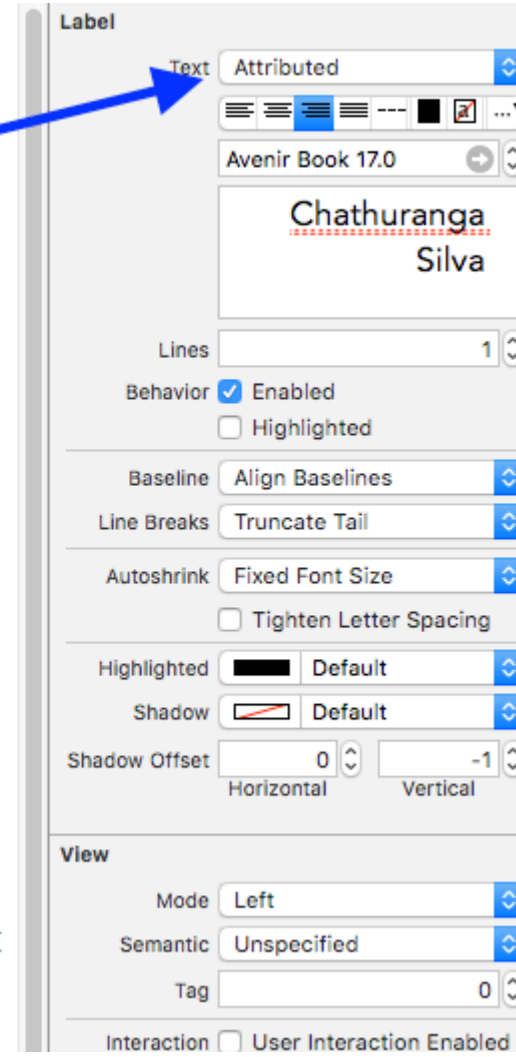 Label
Text Attributed
a ...
Avenir Book 17.0
Chathuranga
Silva
Lines 1
Behavior Enabled
Highlighted
Baseline Align Baselines
Line Breaks Truncate Tail
Autoshrink Fixed Font Size
Tighten Letter Spacing
Highlighted Default
Shadow Default
Shadow Offset 0 -1
Horizontal Vertical
View
Mode Left
Semantic Unspecified
Tag 0
Interaction User Interaction Enabled